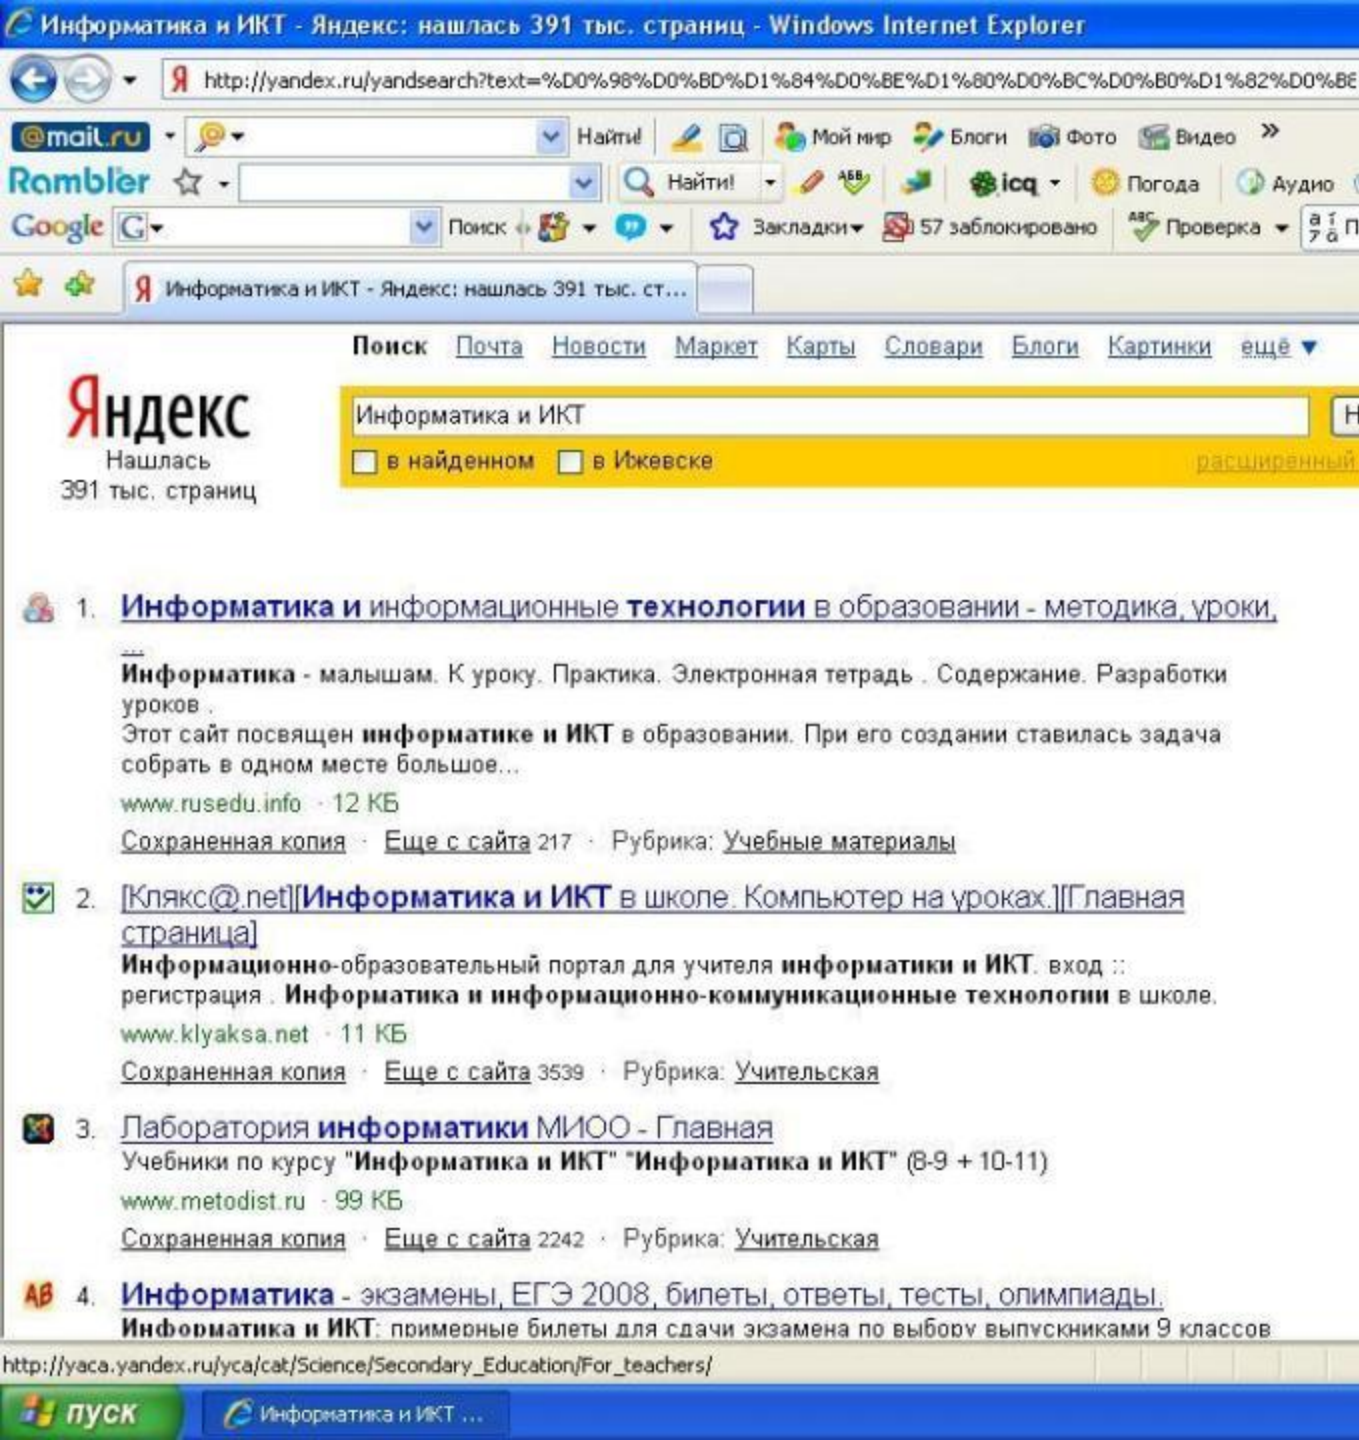 Информатика и ИКТ - Яндекс: нашлась 391 тыс. страниц - Windows Internet Explorer
http://yandex.ru/yandsearch?text=%D0%98%D0%BD%D1%84%D0%BE%D1%80%D0%BC%D0%B0%D1%82%D0%B8
@mail.ru Найти! Мой мир Блоги Фото Видео »
Rambler Найти! АБВ icq Погода Аудио
Google G Поиск Закладки 57 заблокировано ABC Проверка
Я Информатика и ИКТ - Яндекс: нашлась 391 тыс. ст...
Поиск Почта Новости Маркет Карты Словари Блоги Картинки ещё ▼
Яндекс
Информатика и ИКТ
Нашлась
391 тыс. страниц
в найденном в Ижевске расширенный
1. Информатика и информационные технологии в образовании - методика, уроки,
...
Информатика - малышам. К уроку. Практика. Электронная тетрадь . Содержание. Разработки
уроков .
Этот сайт посвящен информатике и ИКТ в образовании. При его создании ставилась задача
собрать в одном месте большое...
www.rusedu.info · 12 КБ
Сохраненная копия · Еще с сайта 217 · Рубрика: Учебные материалы
2. [Клякс@.net][Информатика и ИКТ в школе. Компьютер на уроках.][Главная
страница]
Информационно-образовательный портал для учителя информатики и ИКТ. вход ::
регистрация . Информатика и информационно-коммуникационные технологии в школе.
www.klyaksa.net · 11 КБ
Сохраненная копия · Еще с сайта 3539 · Рубрика: Учительская
3. Лаборатория информатики МИОО - Главная
Учебники по курсу "Информатика и ИКТ" "Информатика и ИКТ" (8-9 + 10-11)
www.metodist.ru · 99 КБ
Сохраненная копия · Еще с сайта 2242 · Рубрика: Учительская
AB 4. Информатика - экзамены, ЕГЭ 2008, билеты, ответы, тесты, олимпиады.
Информатика и ИКТ: примерные билеты для сдачи экзамена по выбору выпускниками 9 классов
http://yaca.yandex.ru/yca/cat/Science/Secondary_Education/For_teachers/
пуск Информатика и ИКТ ...